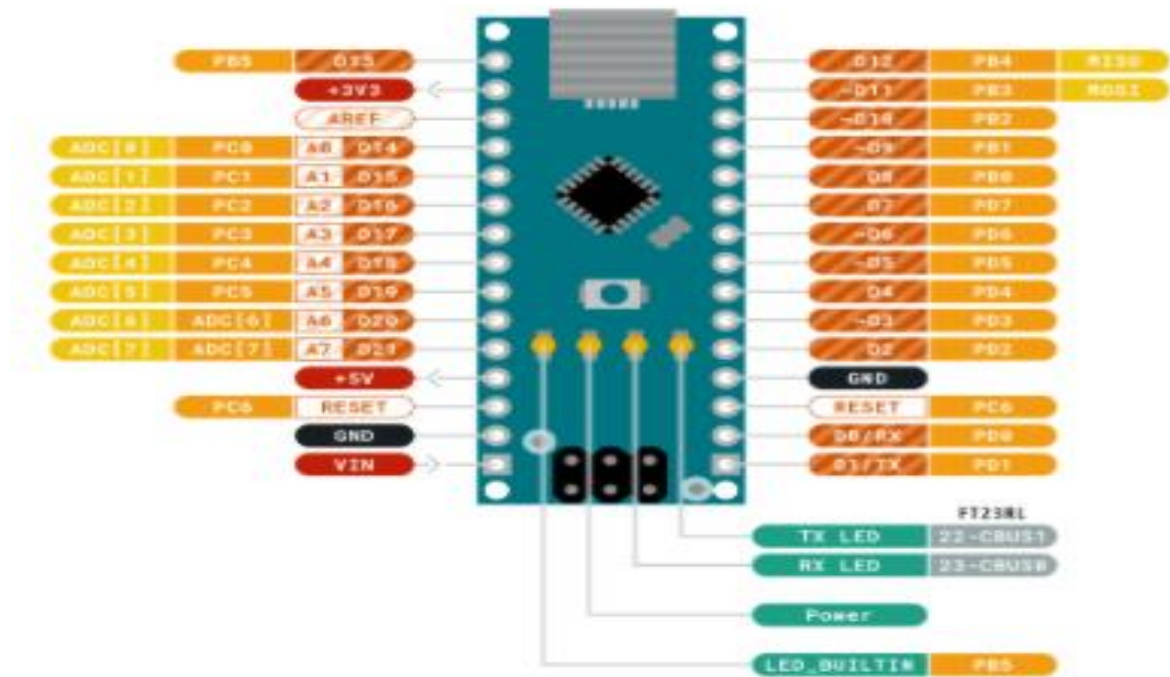 PB5 D13
+3V3
AREF
ADC[0] PC0 A0 D14
ADC[1] PC1 A1 D15
ADC[2] PC2 A2 D16
ADC[3] PC3 A3 D17
ADC[4] PC4 A4 D18
ADC[5] PC5 A5 D19
ADC[6] ADC[6] A6 D20
ADC[7] ADC[7] A7 D21
+5V
PC6 RESET
GND
VIN
D12 PB4 MISO
~D11 PB3 MOSI
~D10 PB2
~D9 PB1
D8 PB0
D7 PD7
~D6 PD6
~D5 PD5
D4 PD4
~D3 PD3
D2 PD2
GND
RESET PC6
D0/RX PD0
D1/TX PD1
TX LED 22-CBUS1
RX LED 23-CBUS0
Power
LED_BUILTIN PB5